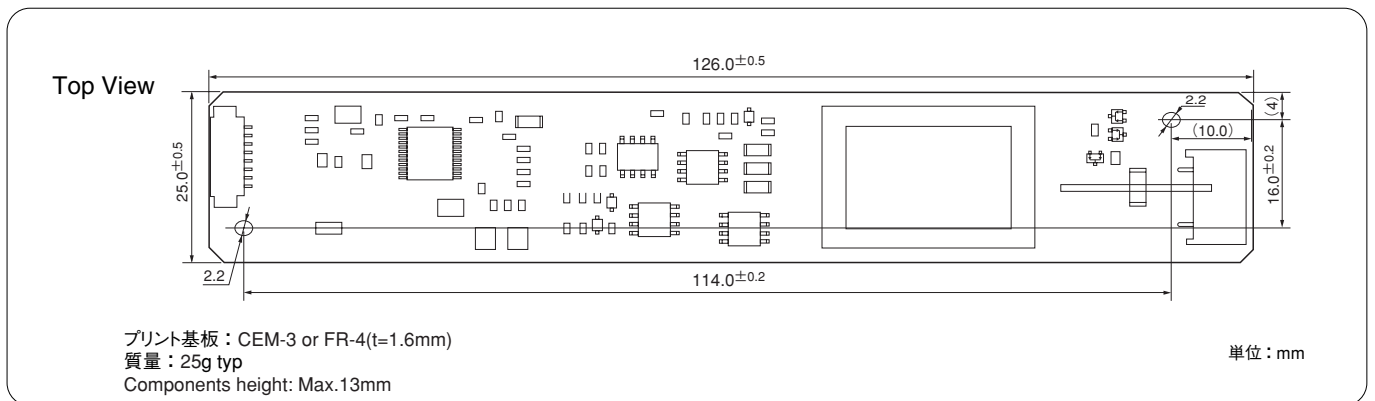 126.0±0.5
Top View
2.2
(4)
(10.0)
25.0±0.5
16.0±0.2
2.2
114.0±0.2
プリント基板：CEM-3 or FR-4(t=1.6mm)
質量：25g typ
単位：mm
Components height: Max.13mm